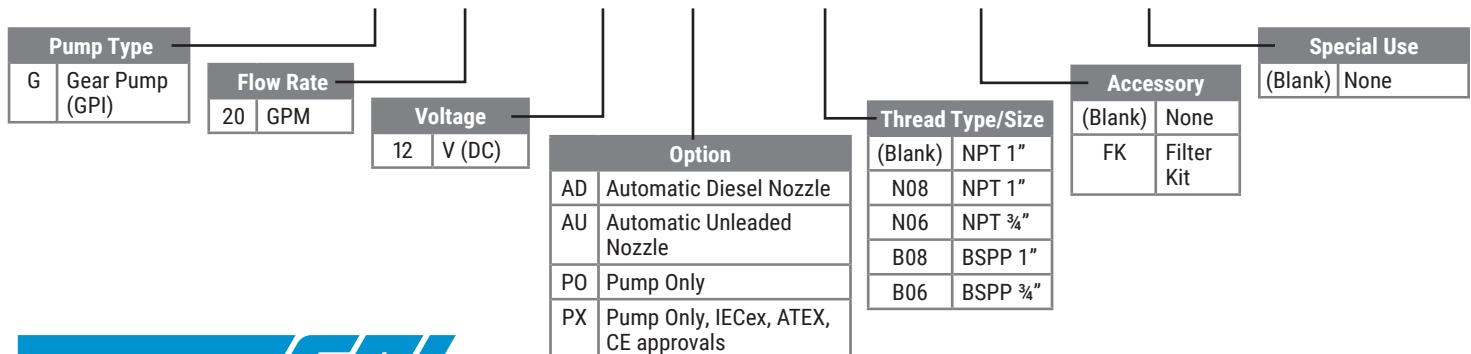 Pump Type
G Gear Pump
(GPI)
Flow Rate
20 GPM
Voltage
12 V (DC)
Option
AD Automatic Diesel Nozzle
AU Automatic Unleaded
Nozzle
PO Pump Only
PX Pump Only, IECex, ATEX,
CE approvals
Thread Type/Size
(Blank) NPT 1”
N08 NPT 1”
N06 NPT ¾”
B08 BSPP 1”
B06 BSPP ¾”
Accessory
(Blank) None
FK Filter
Kit
Special Use
(Blank) None